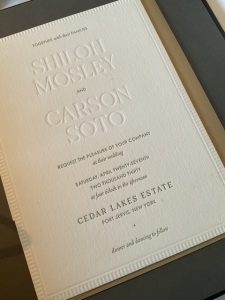 TOGETHER with their families
SHILOH
MOSLEY
AND
CARSON
SOTO
REQUEST THE PLEASURE OF YOUR COMPANY
at their wedding
SATURDAY, APRIL TWENTY-SEVENTH
TWO THOUSAND THIRTY
at four o'clock in the afternoon
CEDAR LAKES ESTATE
PORT JERVIS, NEW YORK
dinner and dancing to follow